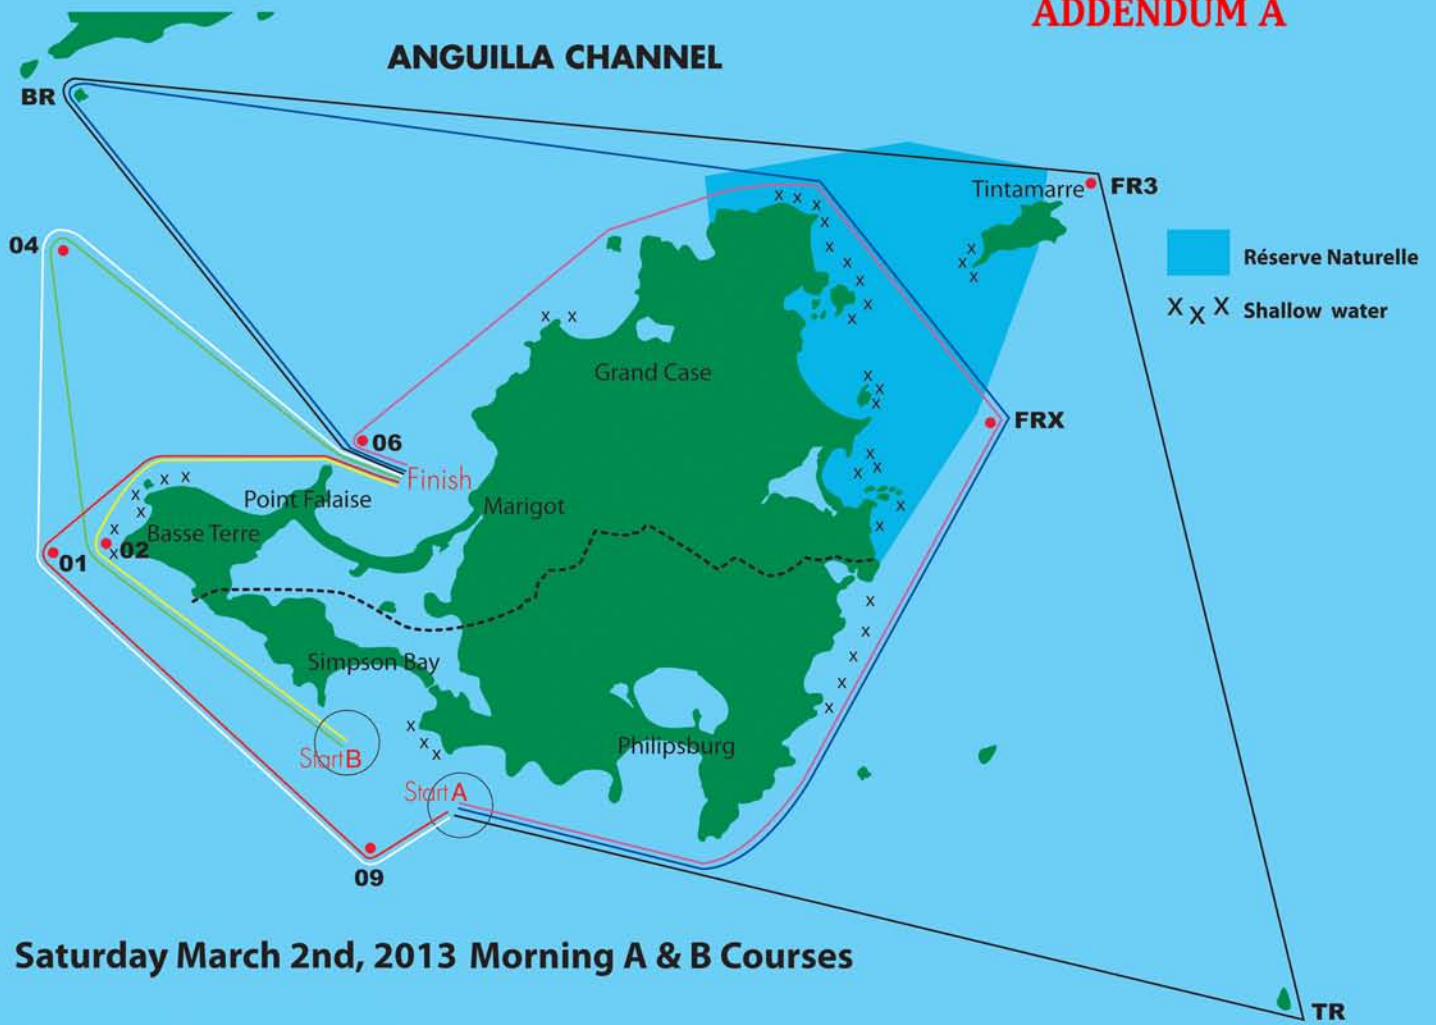 ADDENDUM A
ANGUILLA CHANNEL
BR
Tintamarre
FR3
04
Réserve Naturelle
X X X Shallow water
Grand Case
FRX
06
Finish
Point Falaise
Marigot
Basse Terre
02
01
Simpson Bay
Philipsburg
Start B
Start A
09
Saturday March 2nd, 2013 Morning A & B Courses
TR